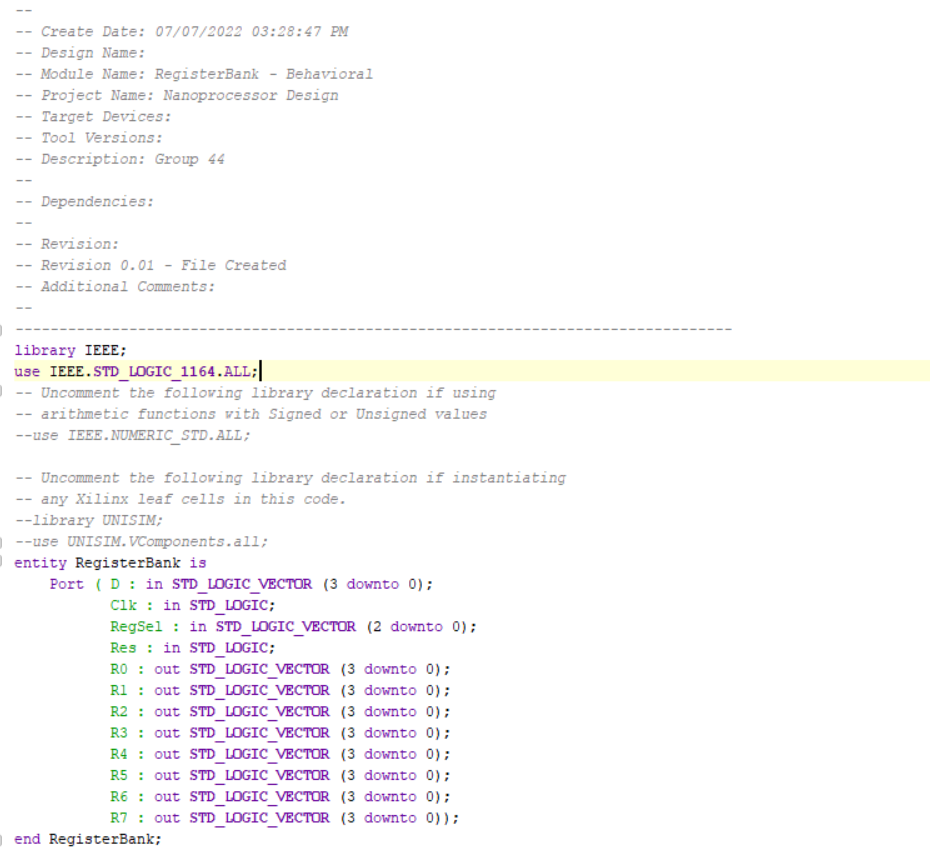 --
-- Create Date: 07/07/2022 03:28:47 PM
-- Design Name:
-- Module Name: RegisterBank - Behavioral
-- Project Name: Nanoprocessor Design
-- Target Devices:
-- Tool Versions:
-- Description: Group 44
--
-- Dependencies:
--
-- Revision:
-- Revision 0.01 - File Created
-- Additional Comments:
--
----------------------------------------------------------------------------------
library IEEE;
use IEEE.STD_LOGIC_1164.ALL;
-- Uncomment the following library declaration if using
-- arithmetic functions with Signed or Unsigned values
--use IEEE.NUMERIC_STD.ALL;

-- Uncomment the following library declaration if instantiating
-- any Xilinx leaf cells in this code.
--library UNISIM;
--use UNISIM.VComponents.all;
entity RegisterBank is
    Port ( D : in STD_LOGIC_VECTOR (3 downto 0);
           Clk : in STD_LOGIC;
           RegSel : in STD_LOGIC_VECTOR (2 downto 0);
           Res : in STD_LOGIC;
           R0 : out STD_LOGIC_VECTOR (3 downto 0);
           R1 : out STD_LOGIC_VECTOR (3 downto 0);
           R2 : out STD_LOGIC_VECTOR (3 downto 0);
           R3 : out STD_LOGIC_VECTOR (3 downto 0);
           R4 : out STD_LOGIC_VECTOR (3 downto 0);
           R5 : out STD_LOGIC_VECTOR (3 downto 0);
           R6 : out STD_LOGIC_VECTOR (3 downto 0);
           R7 : out STD_LOGIC_VECTOR (3 downto 0));
end RegisterBank;